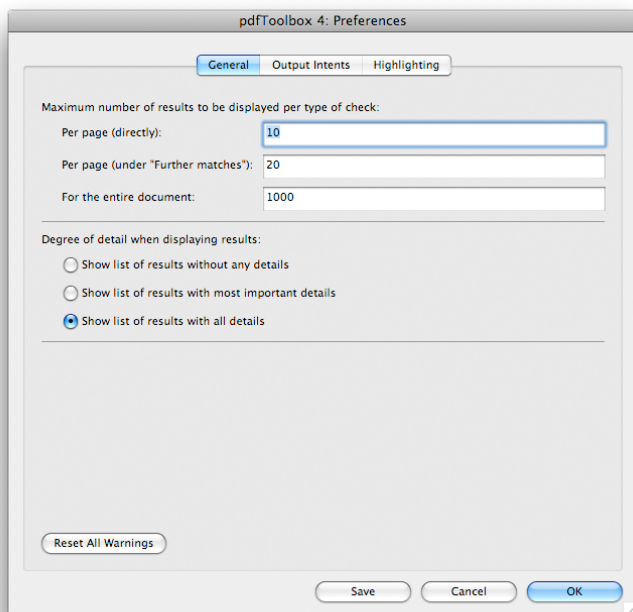 pdfToolbox 4: Preferences
General Output Intents Highlighting
Maximum number of results to be displayed per type of check:
Per page (directly): 10
Per page (under "Further matches"): 20
For the entire document: 1000
Degree of detail when displaying results:
Show list of results without any details
Show list of results with most important details
Show list of results with all details
Reset All Warnings
Save Cancel OK